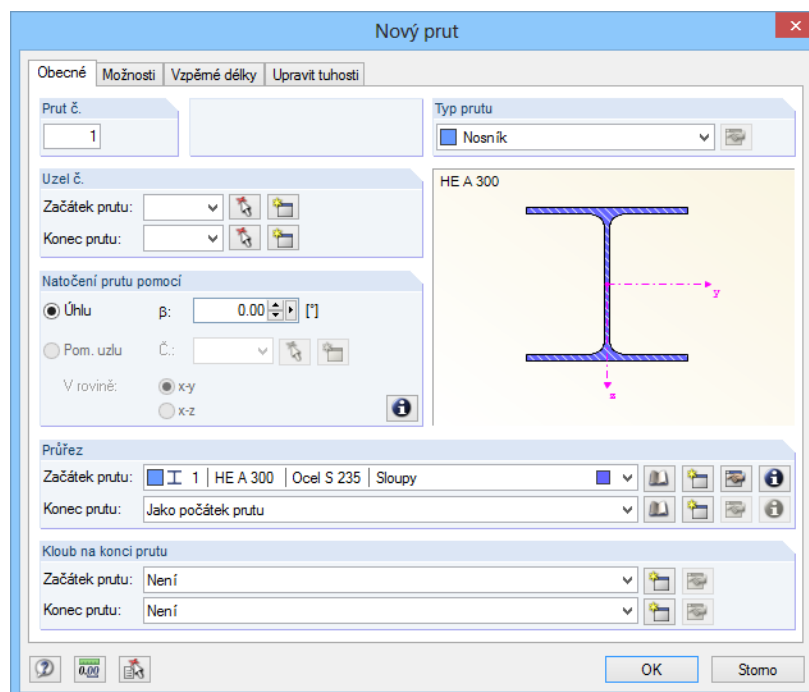 Nový prut
×
Obecné Možnosti Vzpěrné délky Upravit tuhosti
Prut č.
1
Typ prutu
Nosník
Uzel č.
Začátek prutu:
Konec prutu:
HE A 300
y
z
Natočení prutu pomocí
Úhlu β: 0.00 [°]
Pom. uzlu Č.:
V rovině: x-y
x-z
Průřez
Začátek prutu: 1 HE A 300 Ocel S 235 Sloupy
Konec prutu: Jako počátek prutu
Kloub na konci prutu
Začátek prutu: Není
Konec prutu: Není
0.00
OK Storno